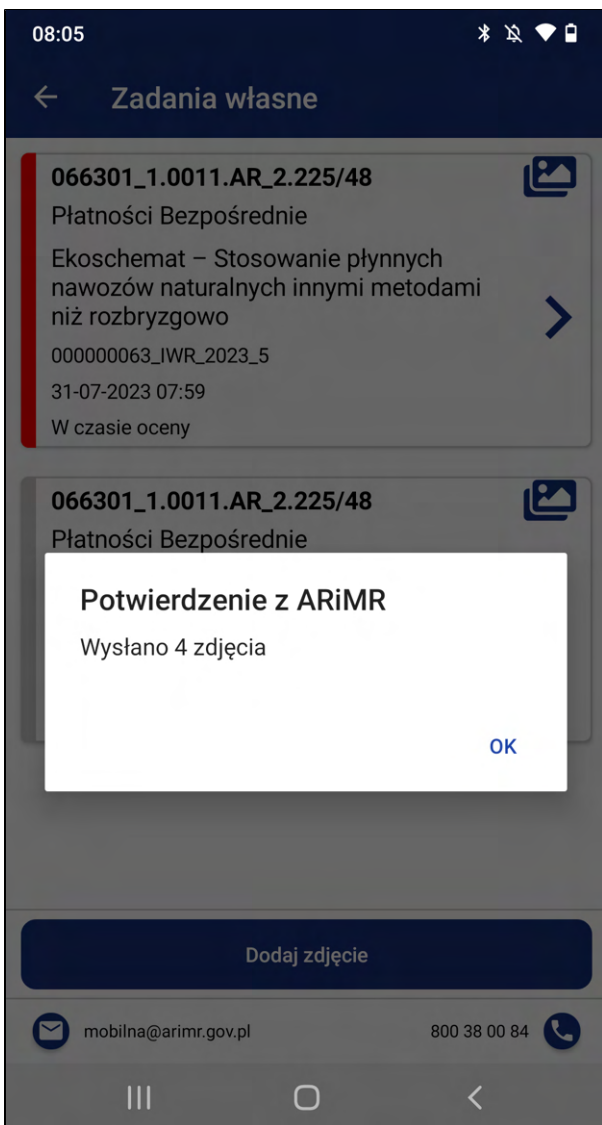 08:05
Zadania własne
066301_1.0011.AR_2.225/48
Płatności Bezpośrednie
Ekoschemat – Stosowanie płynnych
nawozów naturalnych innymi metodami
niż rozbryzgowo
000000063_IWR_2023_5
31-07-2023 07:59
W czasie oceny
066301_1.0011.AR_2.225/48
Płatności Bezpośrednie
Potwierdzenie z ARiMR
Wysłano 4 zdjęcia
OK
Dodaj zdjęcie
mobilna@arimr.gov.pl 800 38 00 84